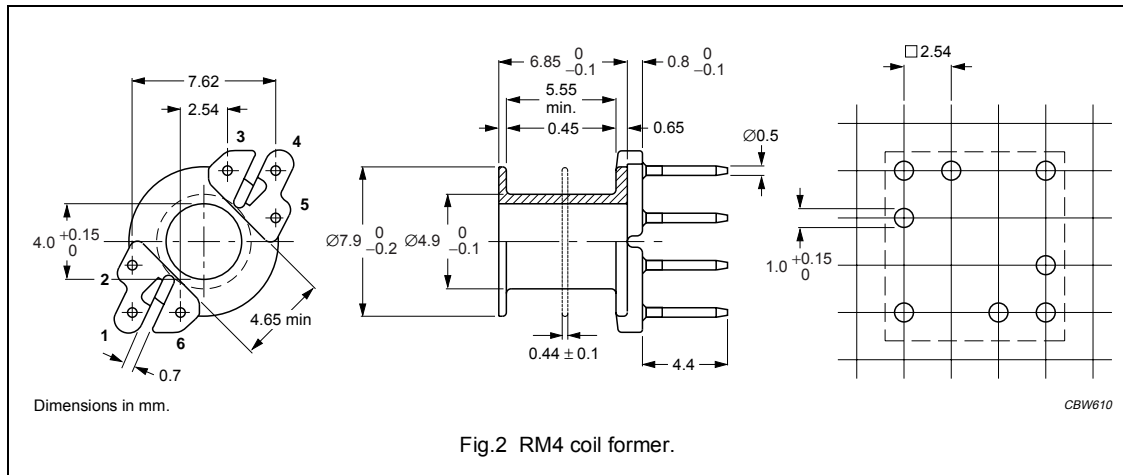 7.62
2.54
3
4
5
4.0 +0.15 0
2
1
6
4.65 min
0.7
6.85 0 −0.1
0.8 0 −0.1
5.55
min.
0.45
0.65
Ø0.5
Ø7.9 0 −0.2
Ø4.9 0 −0.1
0.44 ± 0.1
4.4
□ 2.54
1.0 +0.15 0
Dimensions in mm.
CBW610
Fig.2 RM4 coil former.